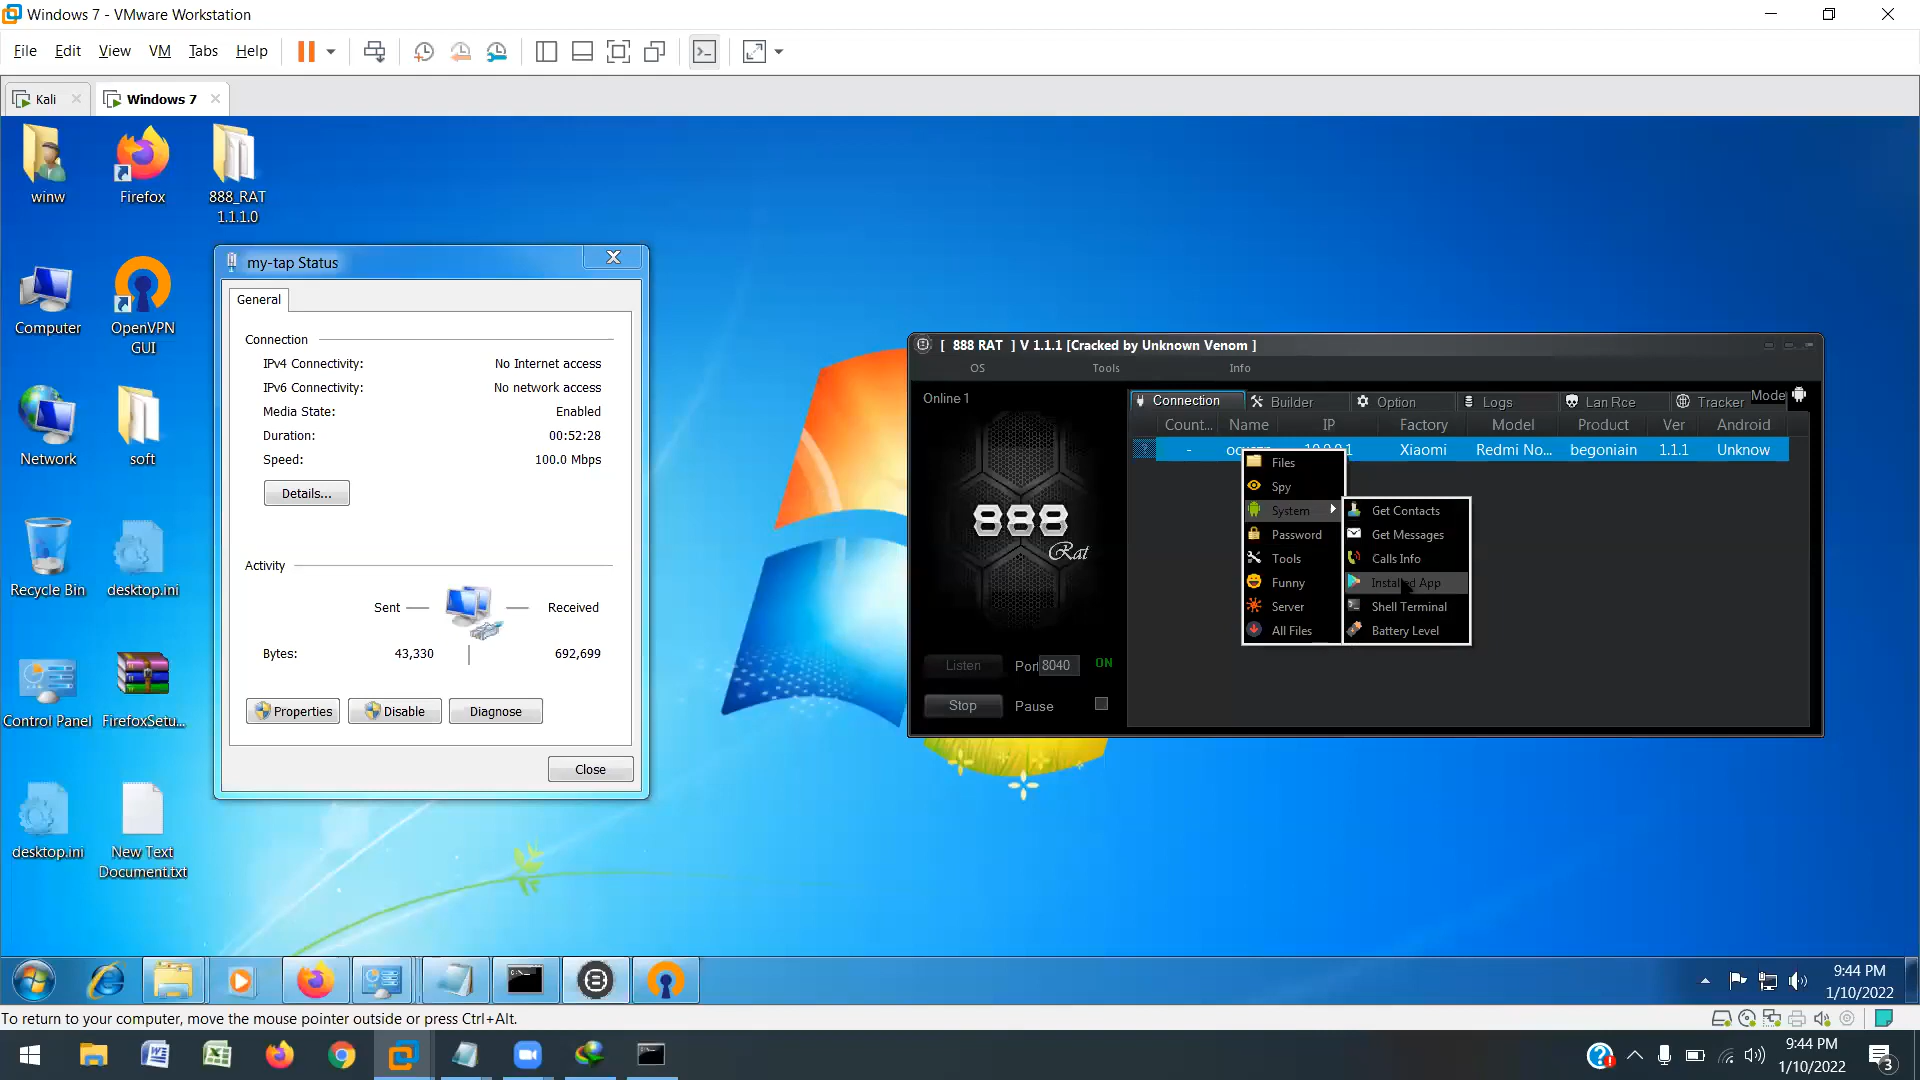 Windows 7 - VMware Workstation
File Edit View VM Tabs Help
Kali
Windows 7
winw
Firefox
888_RAT
1.1.1.0
Computer
OpenVPN
GUI
Network
soft
Recycle Bin
desktop.ini
Control Panel
FirefoxSetu...
desktop.ini
New Text
Document.txt
my-tap Status
General
Connection
IPv4 Connectivity: No Internet access
IPv6 Connectivity: No network access
Media State: Enabled
Duration: 00:52:28
Speed: 100.0 Mbps
Details...
Activity
Sent Received
Bytes: 43,330 692,699
Properties Disable Diagnose
Close
[ 888 RAT ] V 1.1.1 [Cracked by Unknown Venom ]
OS Tools Info
Online 1
888
Rat
Listen Por 8040 ON
Stop Pause
Connection Builder Option Logs Lan Rce Tracker Mode
Count... Name IP Factory Model Product Ver Android
- Xiaomi Redmi No... begoniain 1.1.1 Unknow
Files
Spy
System
Password
Tools
Funny
Server
All Files
Get Contacts
Get Messages
Calls Info
Installed App
Shell Terminal
Battery Level
9:44 PM
1/10/2022
To return to your computer, move the mouse pointer outside or press Ctrl+Alt.
9:44 PM
1/10/2022
3